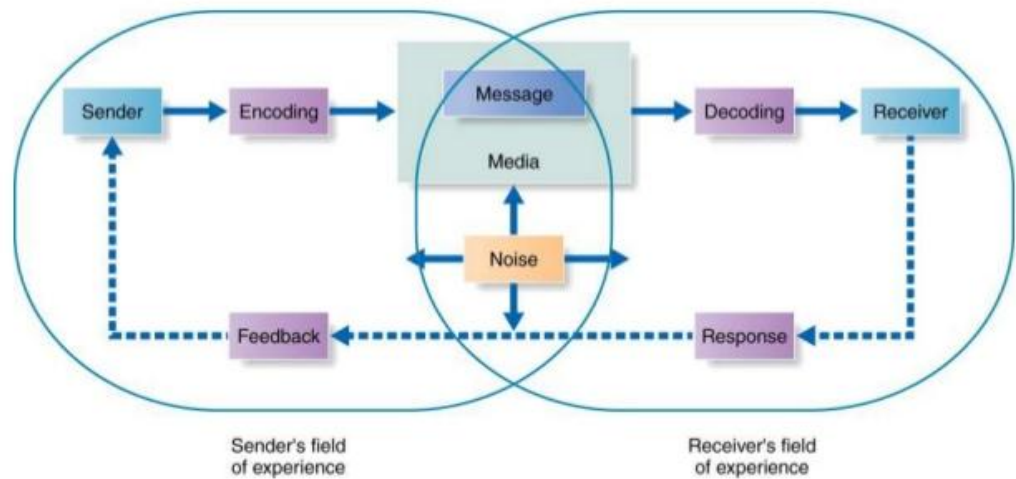 Sender
Encoding
Message
Media
Decoding
Receiver
Noise
Feedback
Response
Sender's field
of experience
Receiver's field
of experience